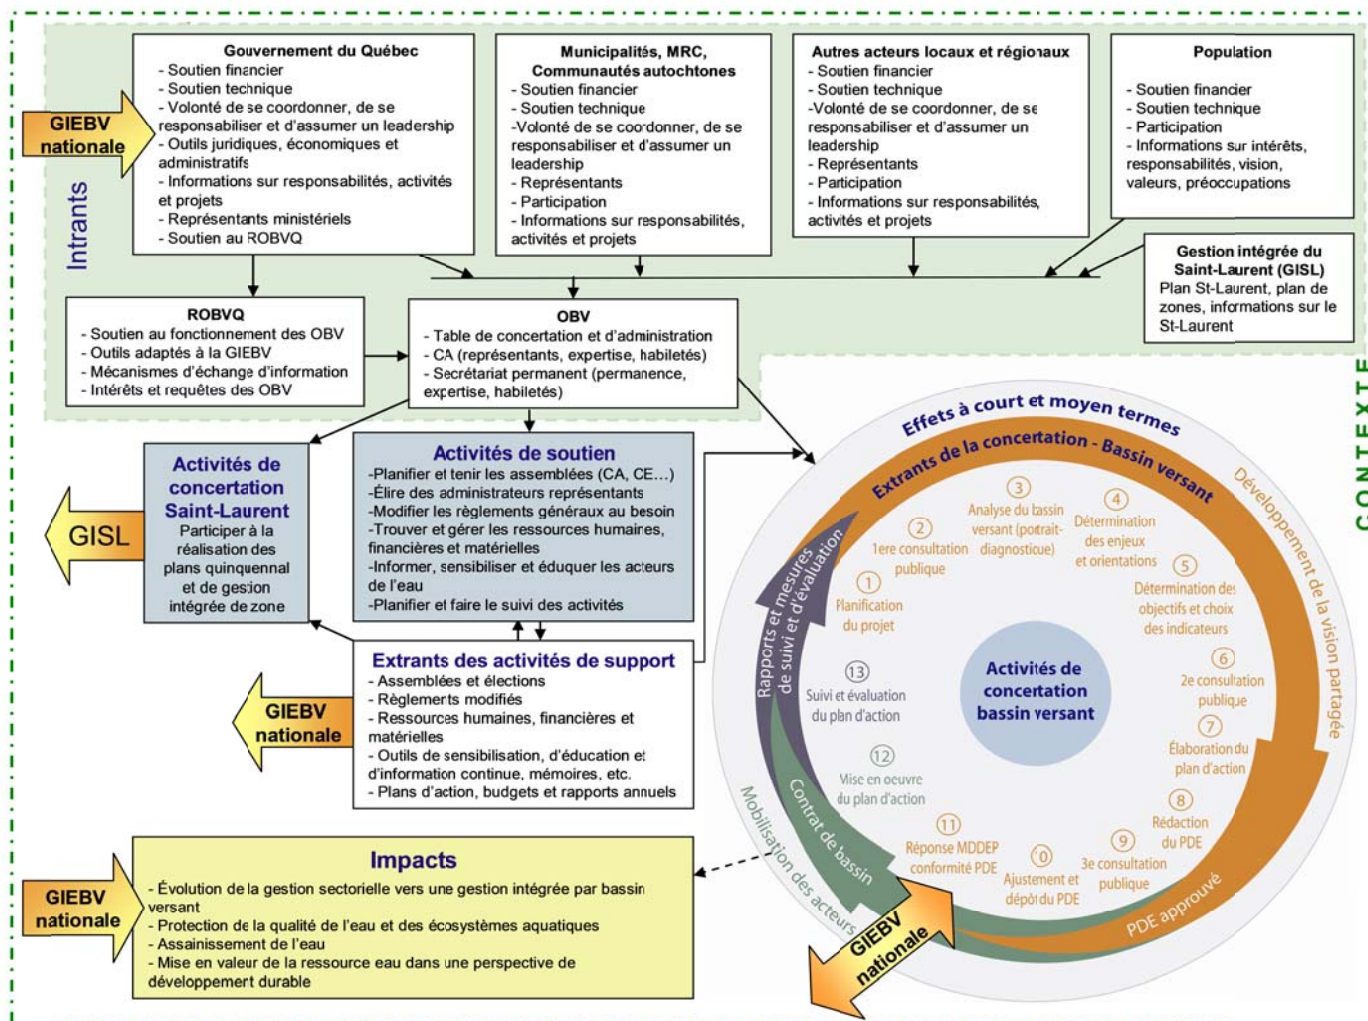 Gouvernement du Québec
- Soutien financier
- Soutien technique
- Volonté de se coordonner, de se
responsabiliser et d'assumer un leadership
- Outils juridiques, économiques et
administratifs
- Informations sur responsabilités, activités
et projets
- Représentants ministériels
- Soutien au ROBVQ
Municipalités, MRC,
Communautés autochtones
- Soutien financier
- Soutien technique
-Volonté de se coordonner, de se
responsabiliser et d'assumer un
leadership
- Représentants
- Participation
- Informations sur responsabilités,
activités et projets
Autres acteurs locaux et régionaux
- Soutien financier
- Soutien technique
-Volonté de se coordonner, de se
responsabiliser et d'assumer un
leadership
- Représentants
- Participation
- Informations sur responsabilités,
activités et projets
Population
- Soutien financier
- Soutien technique
- Participation
- Informations sur intérêts,
responsabilités, vision,
valeurs, préoccupations
GIEBV
nationale
Intrants
Gestion intégrée du
Saint-Laurent (GISL)
Plan St-Laurent, plan de
zones, informations sur le
St-Laurent
ROBVQ
- Soutien au fonctionnement des OBV
- Outils adaptés à la GIEBV
- Mécanismes d'échange d'information
- Intérêts et requêtes des OBV
OBV
- Table de concertation et d'administration
- CA (représentants, expertise, habiletés)
- Secrétariat permanent (permanence,
expertise, habiletés)
CONTEXTE
Activités de
concertation
Saint-Laurent
Participer à la
réalisation des
plans quinquennal
et de gestion
intégrée de zone
GISL
Activités de soutien
-Planifier et tenir les assemblées (CA, CE…)
-Élire des administrateurs représentants
-Modifier les règlements généraux au besoin
-Trouver et gérer les ressources humaines,
financières et matérielles
-Informer, sensibiliser et éduquer les acteurs
de l'eau
-Planifier et faire le suivi des activités
Extrants des activités de support
- Assemblées et élections
- Règlements modifiés
- Ressources humaines, financières et
matérielles
- Outils de sensibilisation, d'éducation et
d'information continue, mémoires, etc.
- Plans d'action, budgets et rapports annuels
GIEBV
nationale
Effets à court et moyen termes
Extrants de la concertation - Bassin versant
Développement de la vision partagée
Rapports et mesures
de suivi et d'évaluation
Contrat de bassin
Mobilisation des acteurs
PDE approuvé
Activités de
concertation
bassin versant
1
Planification
du projet
2
1ere consultation
publique
3
Analyse du bassin
versant (portrait-
diagnostique)
4
Détermination
des enjeux
et orientations
5
Détermination des
objectifs et choix
des indicateurs
6
2e consultation
publique
7
Élaboration du
plan d'action
8
Rédaction
du PDE
9
3e consultation
publique
0
Ajustement et
dépôt du PDE
11
Réponse MDDEP
conformité PDE
12
Mise en oeuvre
du plan d'action
13
Suivi et évaluation
du plan d'action
GIEBV
nationale
Impacts
- Évolution de la gestion sectorielle vers une gestion intégrée par bassin
versant
- Protection de la qualité de l'eau et des écosystèmes aquatiques
- Assainissement de l'eau
- Mise en valeur de la ressource eau dans une perspective de
développement durable
GIEBV
nationale